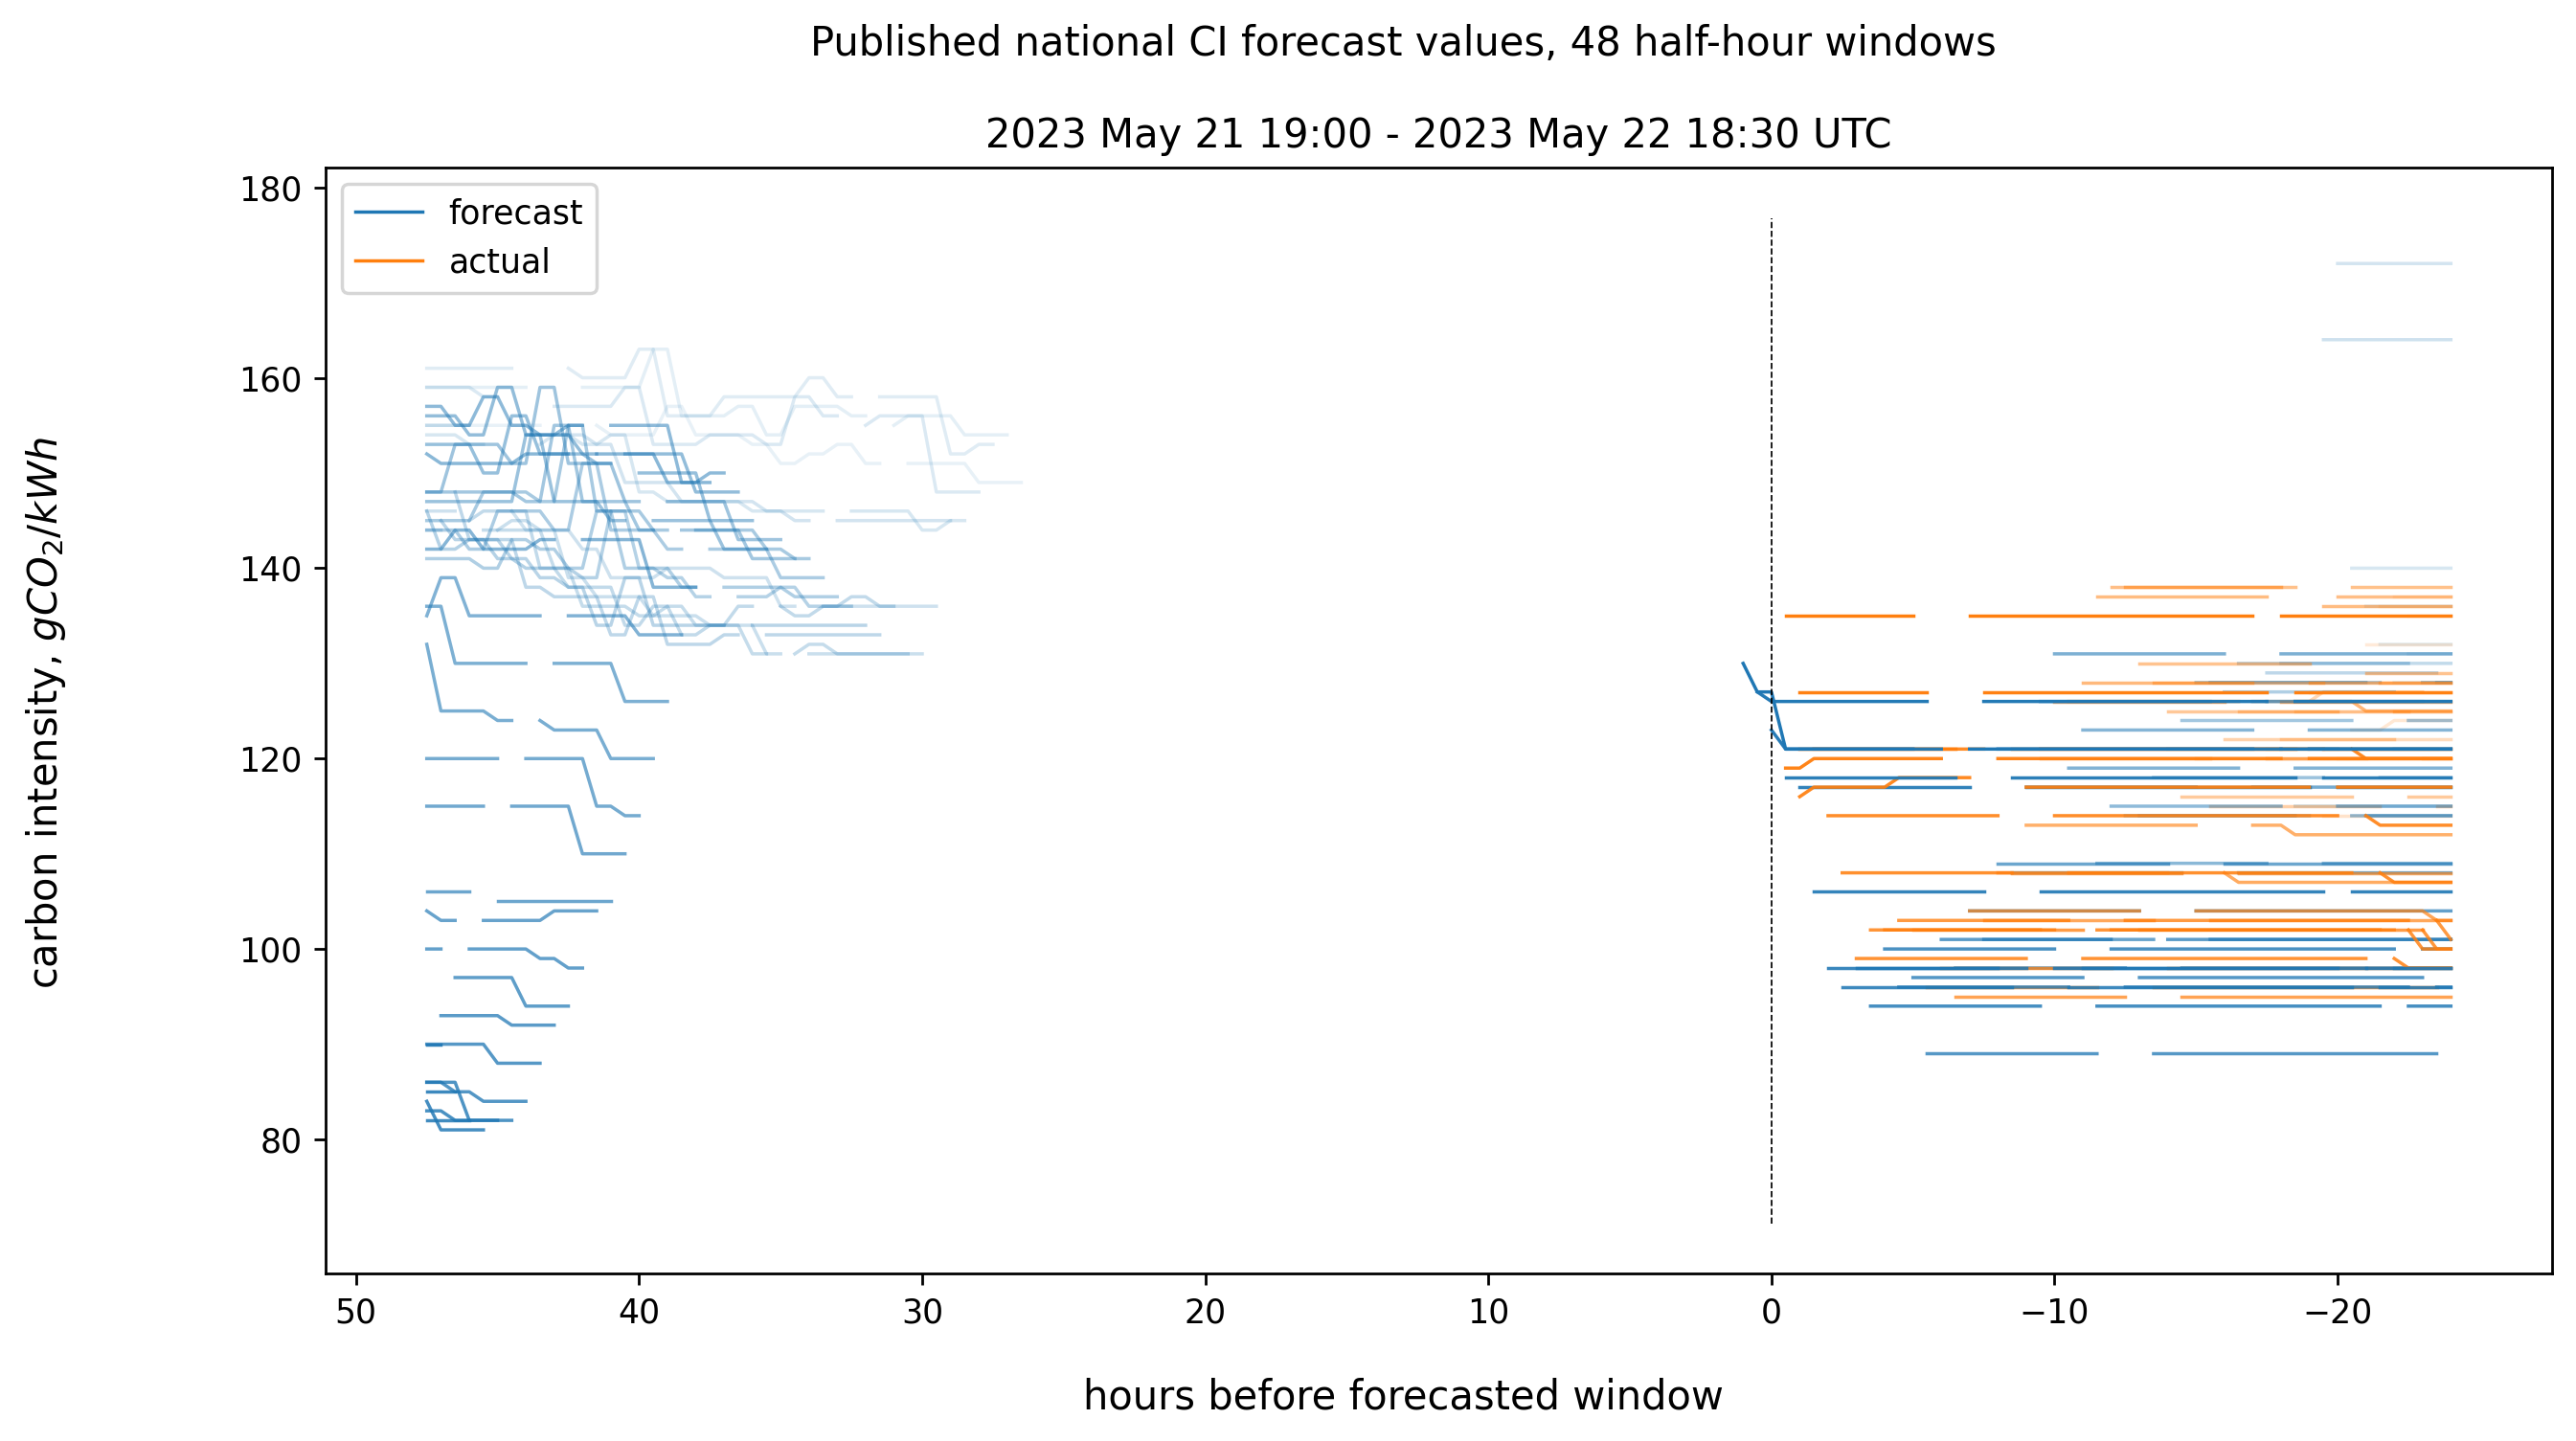 Published national CI forecast values, 48 half-hour windows
2023 May 21 19:00 - 2023 May 22 18:30 UTC
forecast
actual
carbon intensity, gCO₂/kWh
180
160
140
120
100
80
50 40 30 20 10 0 −10 −20
hours before forecasted window